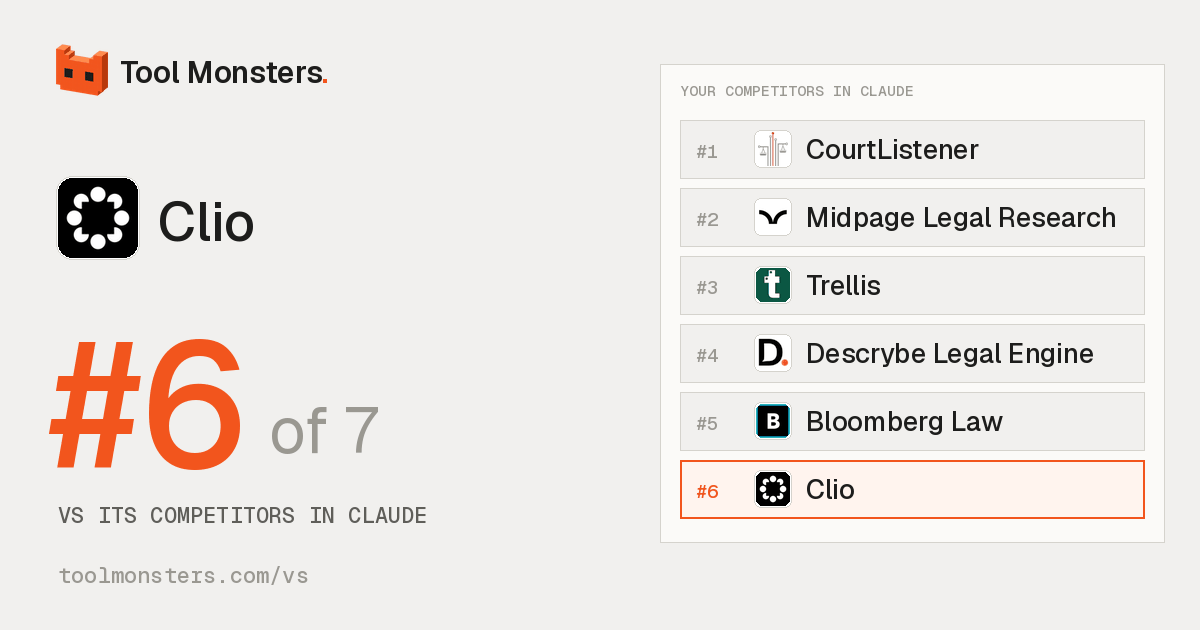 Tool Monsters.
Clio
#6 of 7
VS ITS COMPETITORS IN CLAUDE
toolmonsters.com/vs
YOUR COMPETITORS IN CLAUDE
#1 CourtListener
#2 Midpage Legal Research
#3 t Trellis
#4 D. Descrybe Legal Engine
#5 B Bloomberg Law
#6 Clio